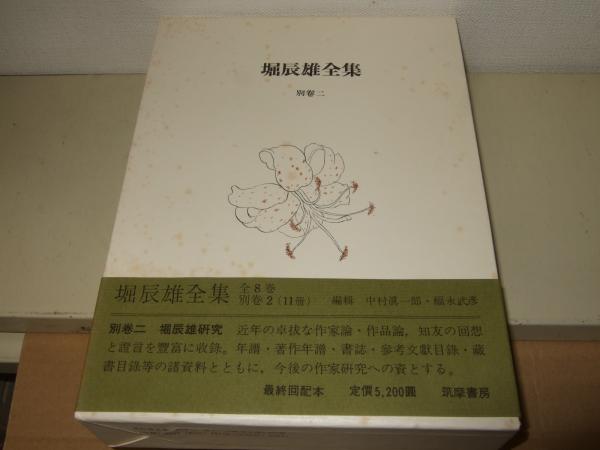 堀辰雄全集
別卷二
堀辰雄全集 全8巻
別卷2(11冊) 編輯 中村眞一郎・福永武彦
別巻二 堀辰雄硏究 近年の卓拔な作家論・作品論，知友の回想
と證言を豐富に收錄。年譜・著作年譜・書誌・參考文獻目錄・藏
書目錄等の諸資料とともに，今後の作家硏究への資とする。
最終回配本 定價5,200圓 筑摩書房